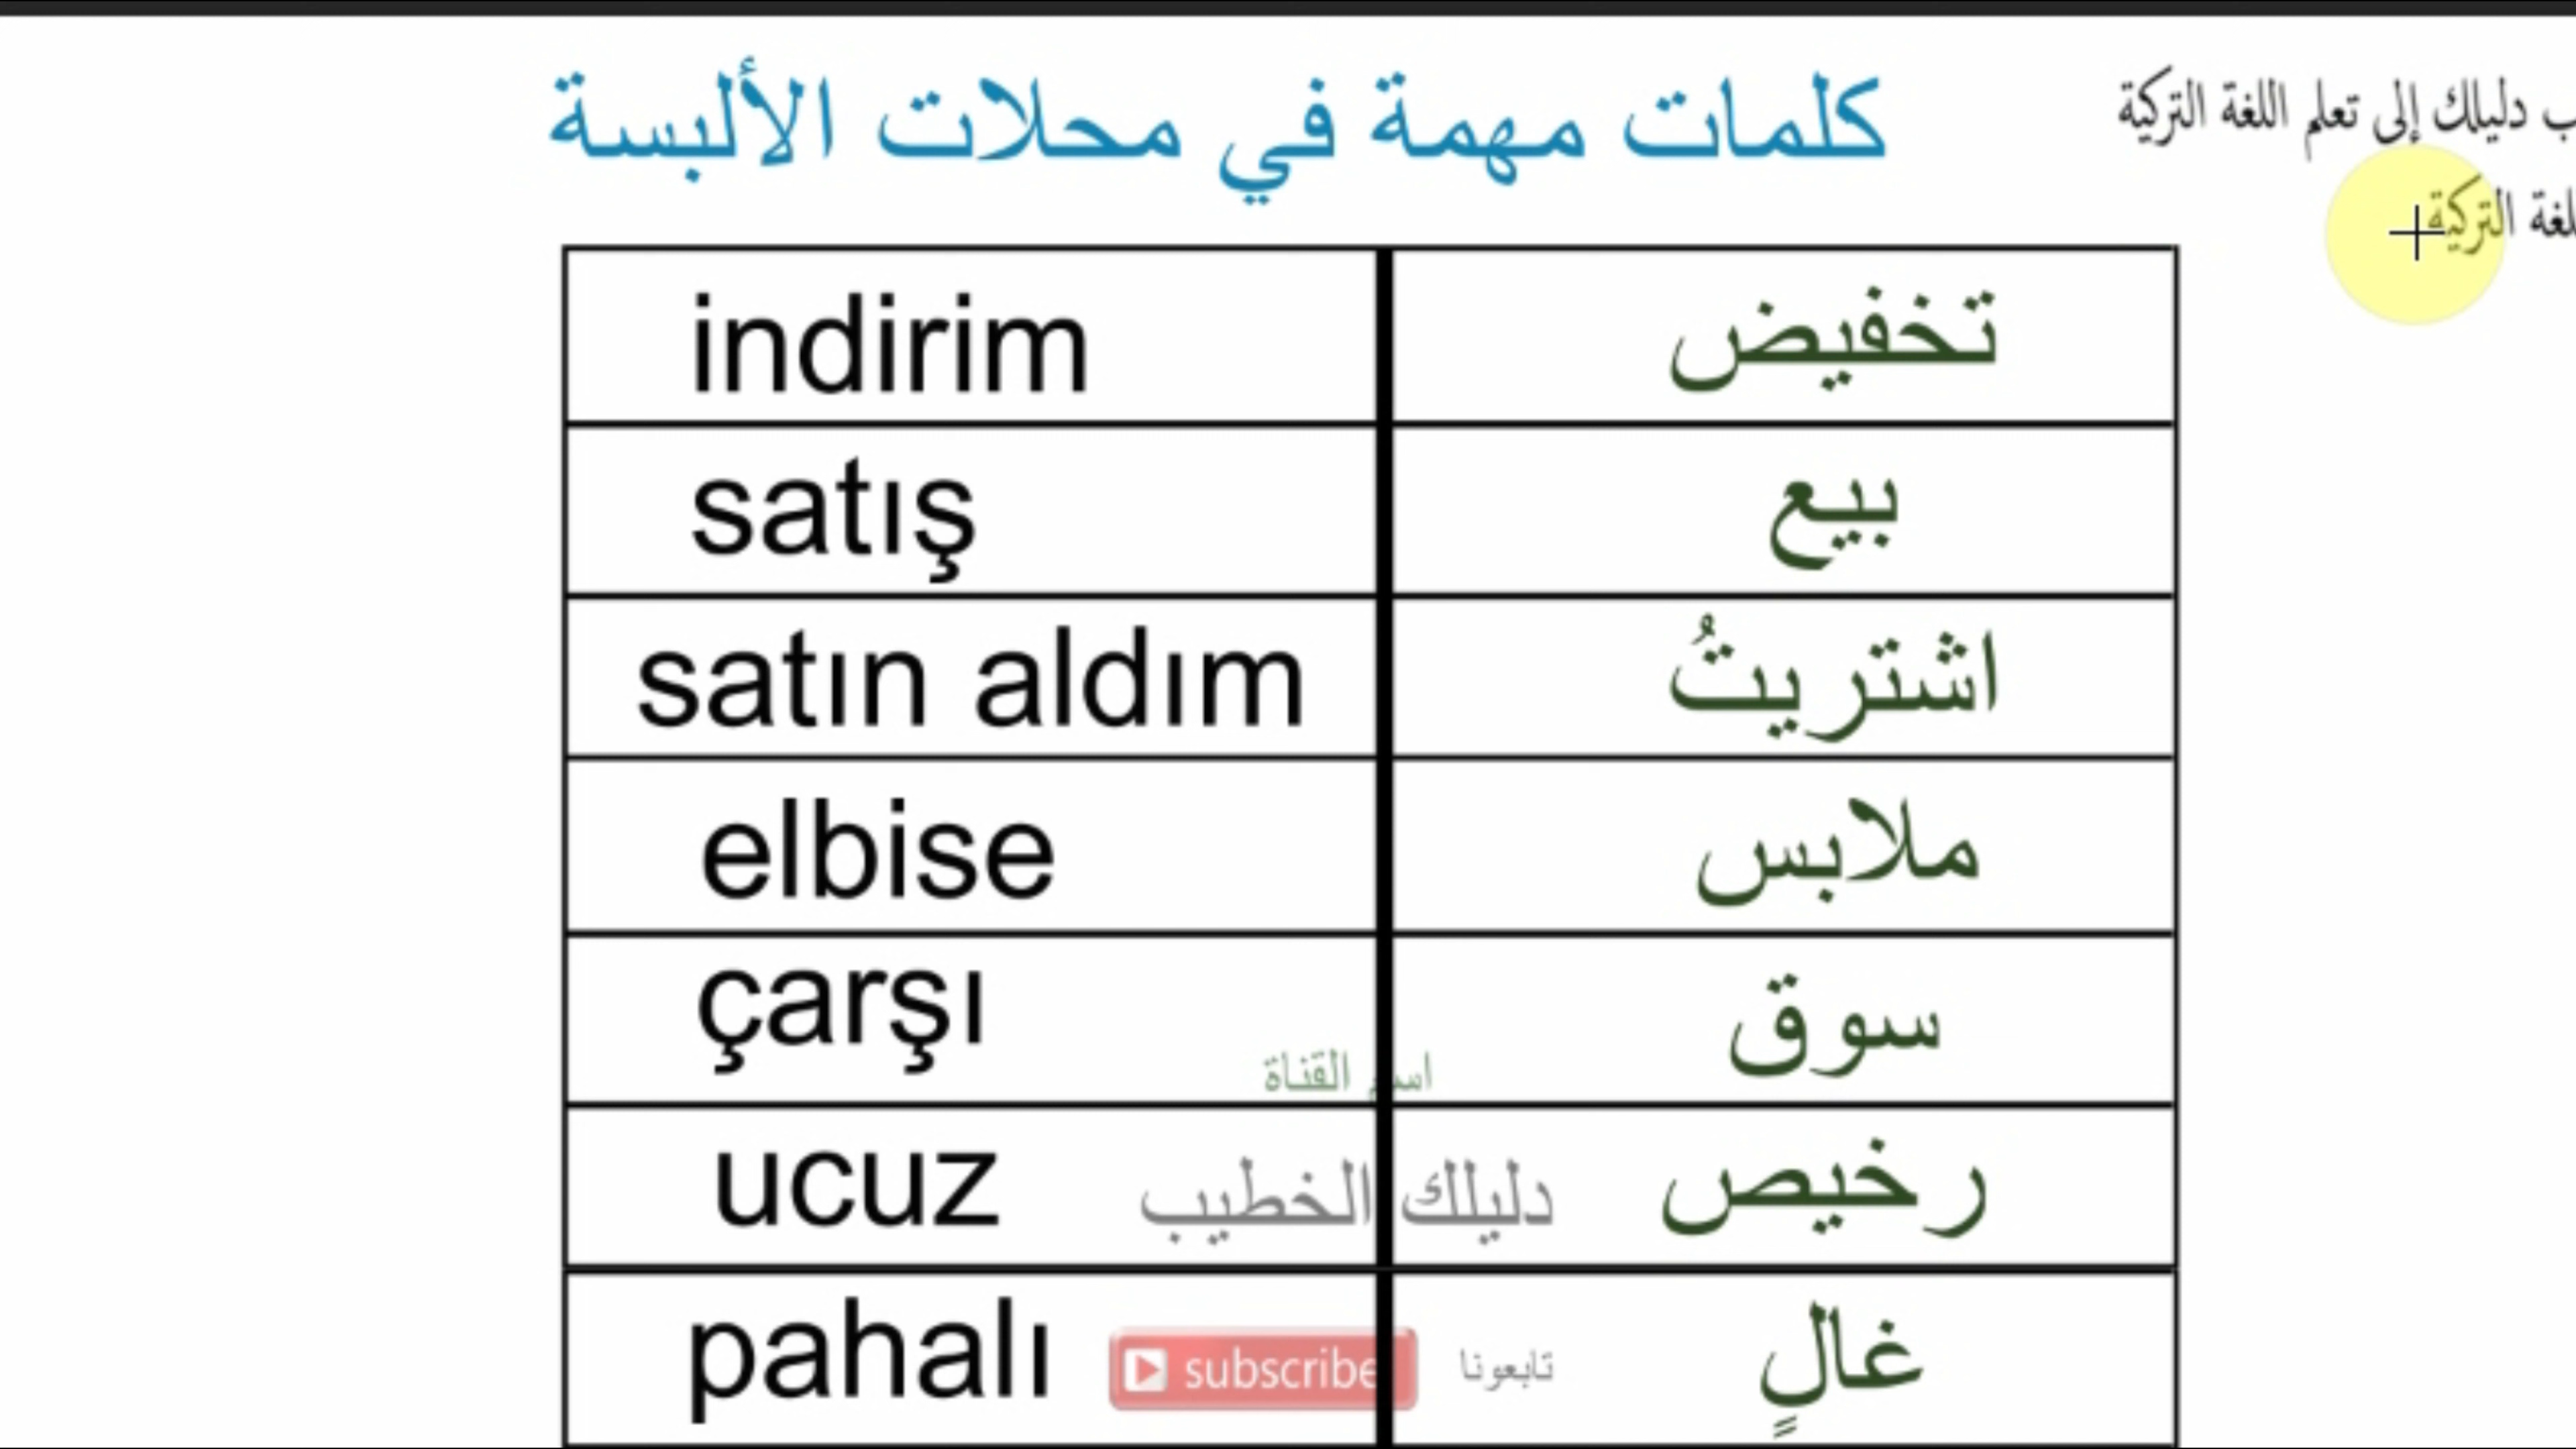 كلمات مهمة في محلات الألبسة
دليلك إلى تعلم اللغة التركية
التركية
indirim تخفيض
satış بيع
satın aldım اشتريتُ
elbise ملابس
çarşı سوق
اسم القناة
ucuz رخيص
دليلك الخطيب
pahalı غالٍ
subscribe تابعونا